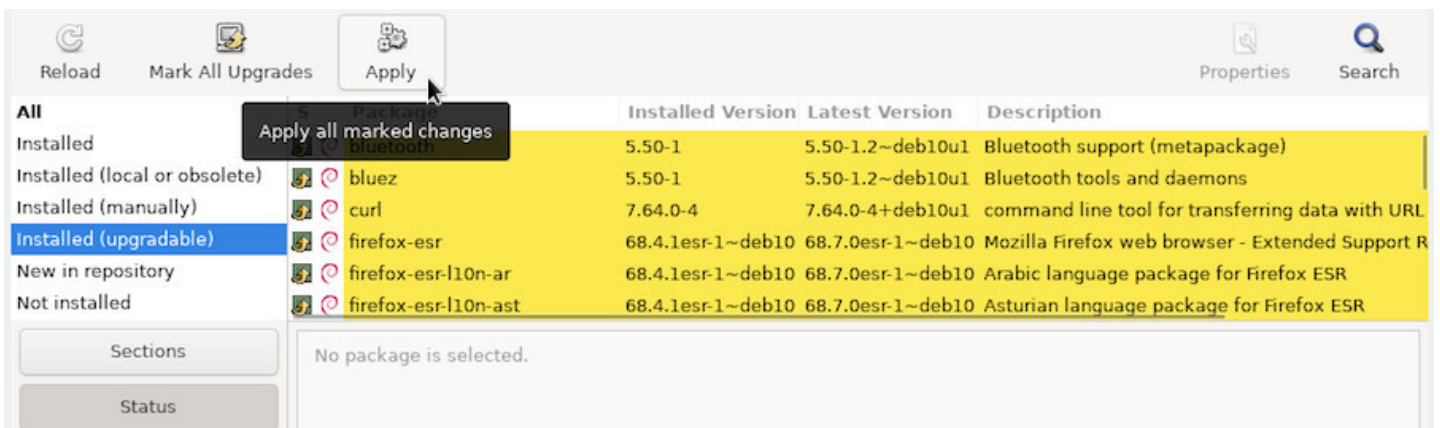 Reload Mark All Upgrades Apply Properties Search
All S Package Installed Version Latest Version Description
Apply all marked changes
Installed bluetooth 5.50-1 5.50-1.2~deb10u1 Bluetooth support (metapackage)
Installed (local or obsolete) bluez 5.50-1 5.50-1.2~deb10u1 Bluetooth tools and daemons
Installed (manually) curl 7.64.0-4 7.64.0-4+deb10u1 command line tool for transferring data with URL
Installed (upgradable) firefox-esr 68.4.1esr-1~deb10 68.7.0esr-1~deb10 Mozilla Firefox web browser - Extended Support R
New in repository firefox-esr-l10n-ar 68.4.1esr-1~deb10 68.7.0esr-1~deb10 Arabic language package for Firefox ESR
Not installed firefox-esr-l10n-ast 68.4.1esr-1~deb10 68.7.0esr-1~deb10 Asturian language package for Firefox ESR
Sections No package is selected.
Status